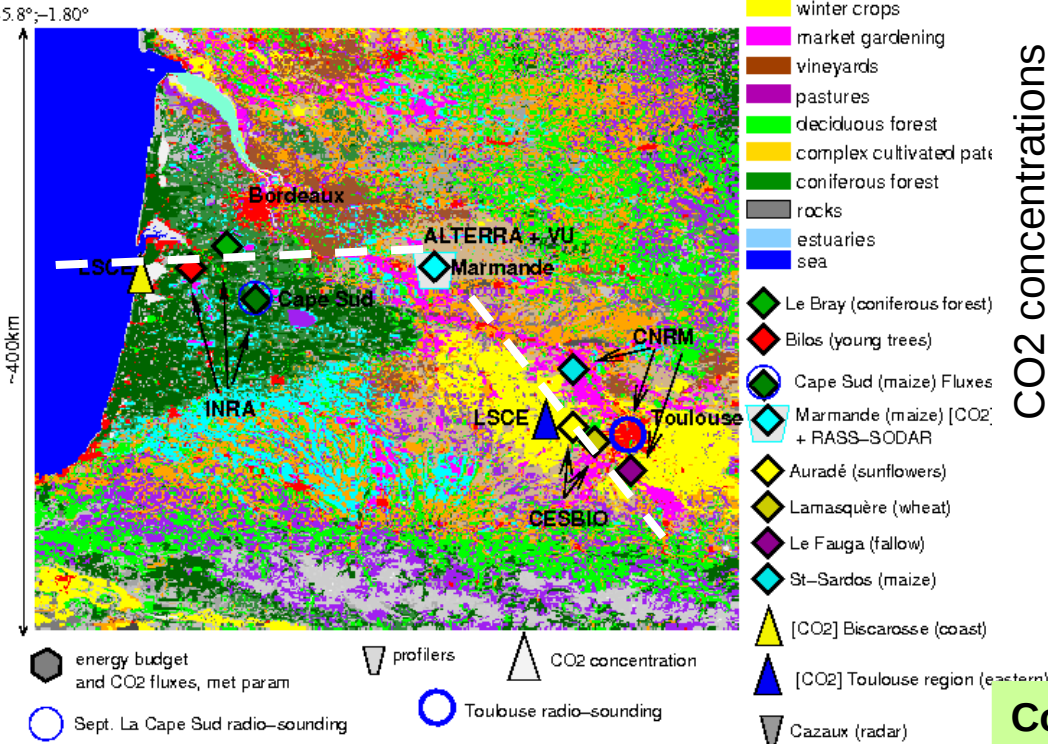 5.8°;–1.80°
~400km
Bordeaux
ALTERRA + VU
LSCE
Marmande
Cape Sud
CNRM
INRA
LSCE
Toulouse
CESBIO
winter crops
market gardening
vineyards
pastures
deciduous forest
complex cultivated patc
coniferous forest
rocks
estuaries
sea
Le Bray (coniferous forest)
Bilos (young trees)
Cape Sud (maize) Fluxes
Marmande (maize) [CO2]
+ RASS–SODAR
Auradé (sunflowers)
Lamasquère (wheat)
Le Fauga (fallow)
St–Sardos (maize)
[CO2] Biscarosse (coast)
[CO2] Toulouse region (eastern)
Cazaux (radar)
energy budget
and CO2 fluxes, met param
profilers
CO2 concentration
Sept. La Cape Sud radio–sounding
Toulouse radio–sounding
CO2 concentrations
Co